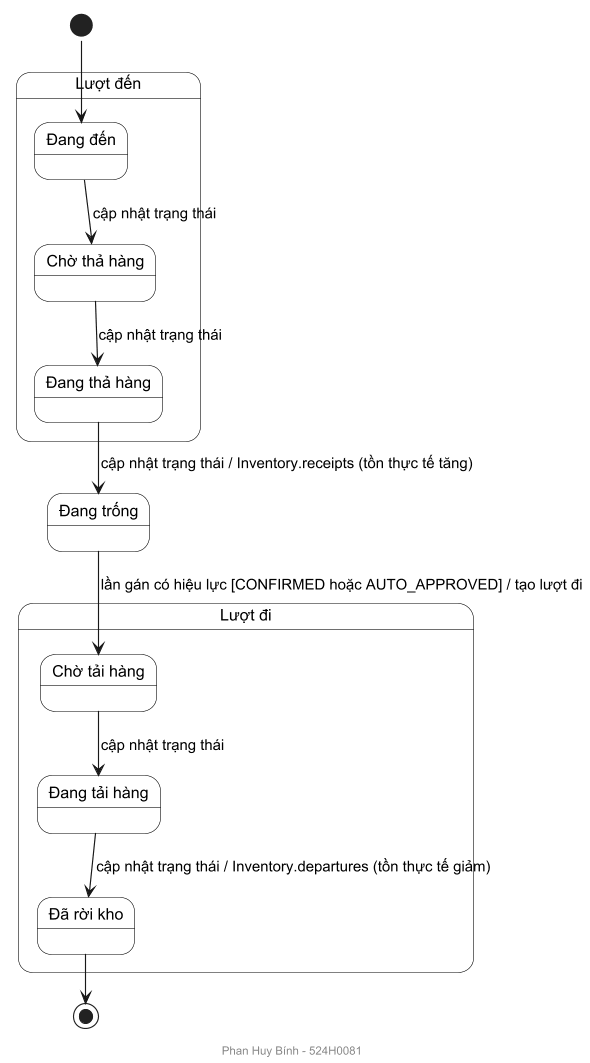 Lượt đến
Đang đến
cập nhật trạng thái
Chờ thả hàng
cập nhật trạng thái
Đang thả hàng
cập nhật trạng thái / Inventory.receipts (tồn thực tế tăng)
Đang trống
lần gán có hiệu lực [CONFIRMED hoặc AUTO_APPROVED] / tạo lượt đi
Lượt đi
Chờ tải hàng
cập nhật trạng thái
Đang tải hàng
cập nhật trạng thái / Inventory.departures (tồn thực tế giảm)
Đã rời kho
Phan Huy Bính - 524H0081